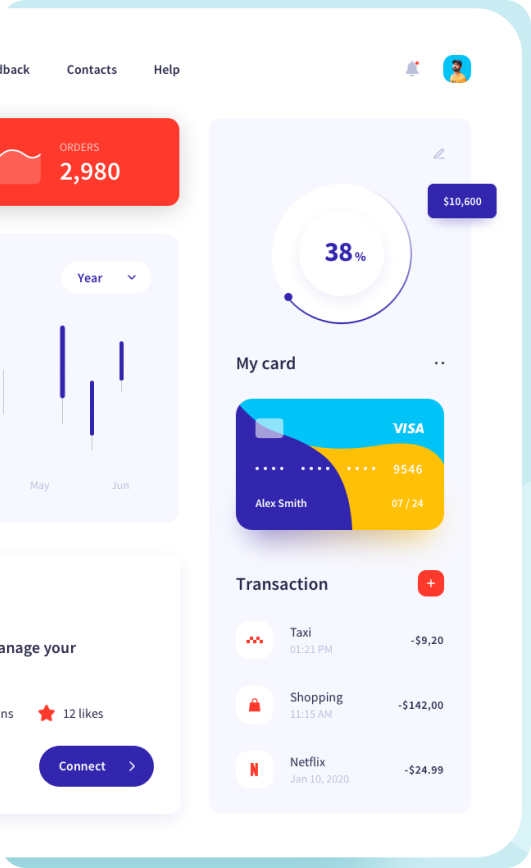 dback Contacts Help
ORDERS
2,980
Year
May Jun
anage your
ns 12 likes
Connect
$10,600
38%
My card
VISA
9546
Alex Smith 07 / 24
Transaction
+
Taxi
01:21 PM
-$9,20
Shopping
11:15 AM
-$142,00
N
Netflix
Jan 10, 2020
-$24.99